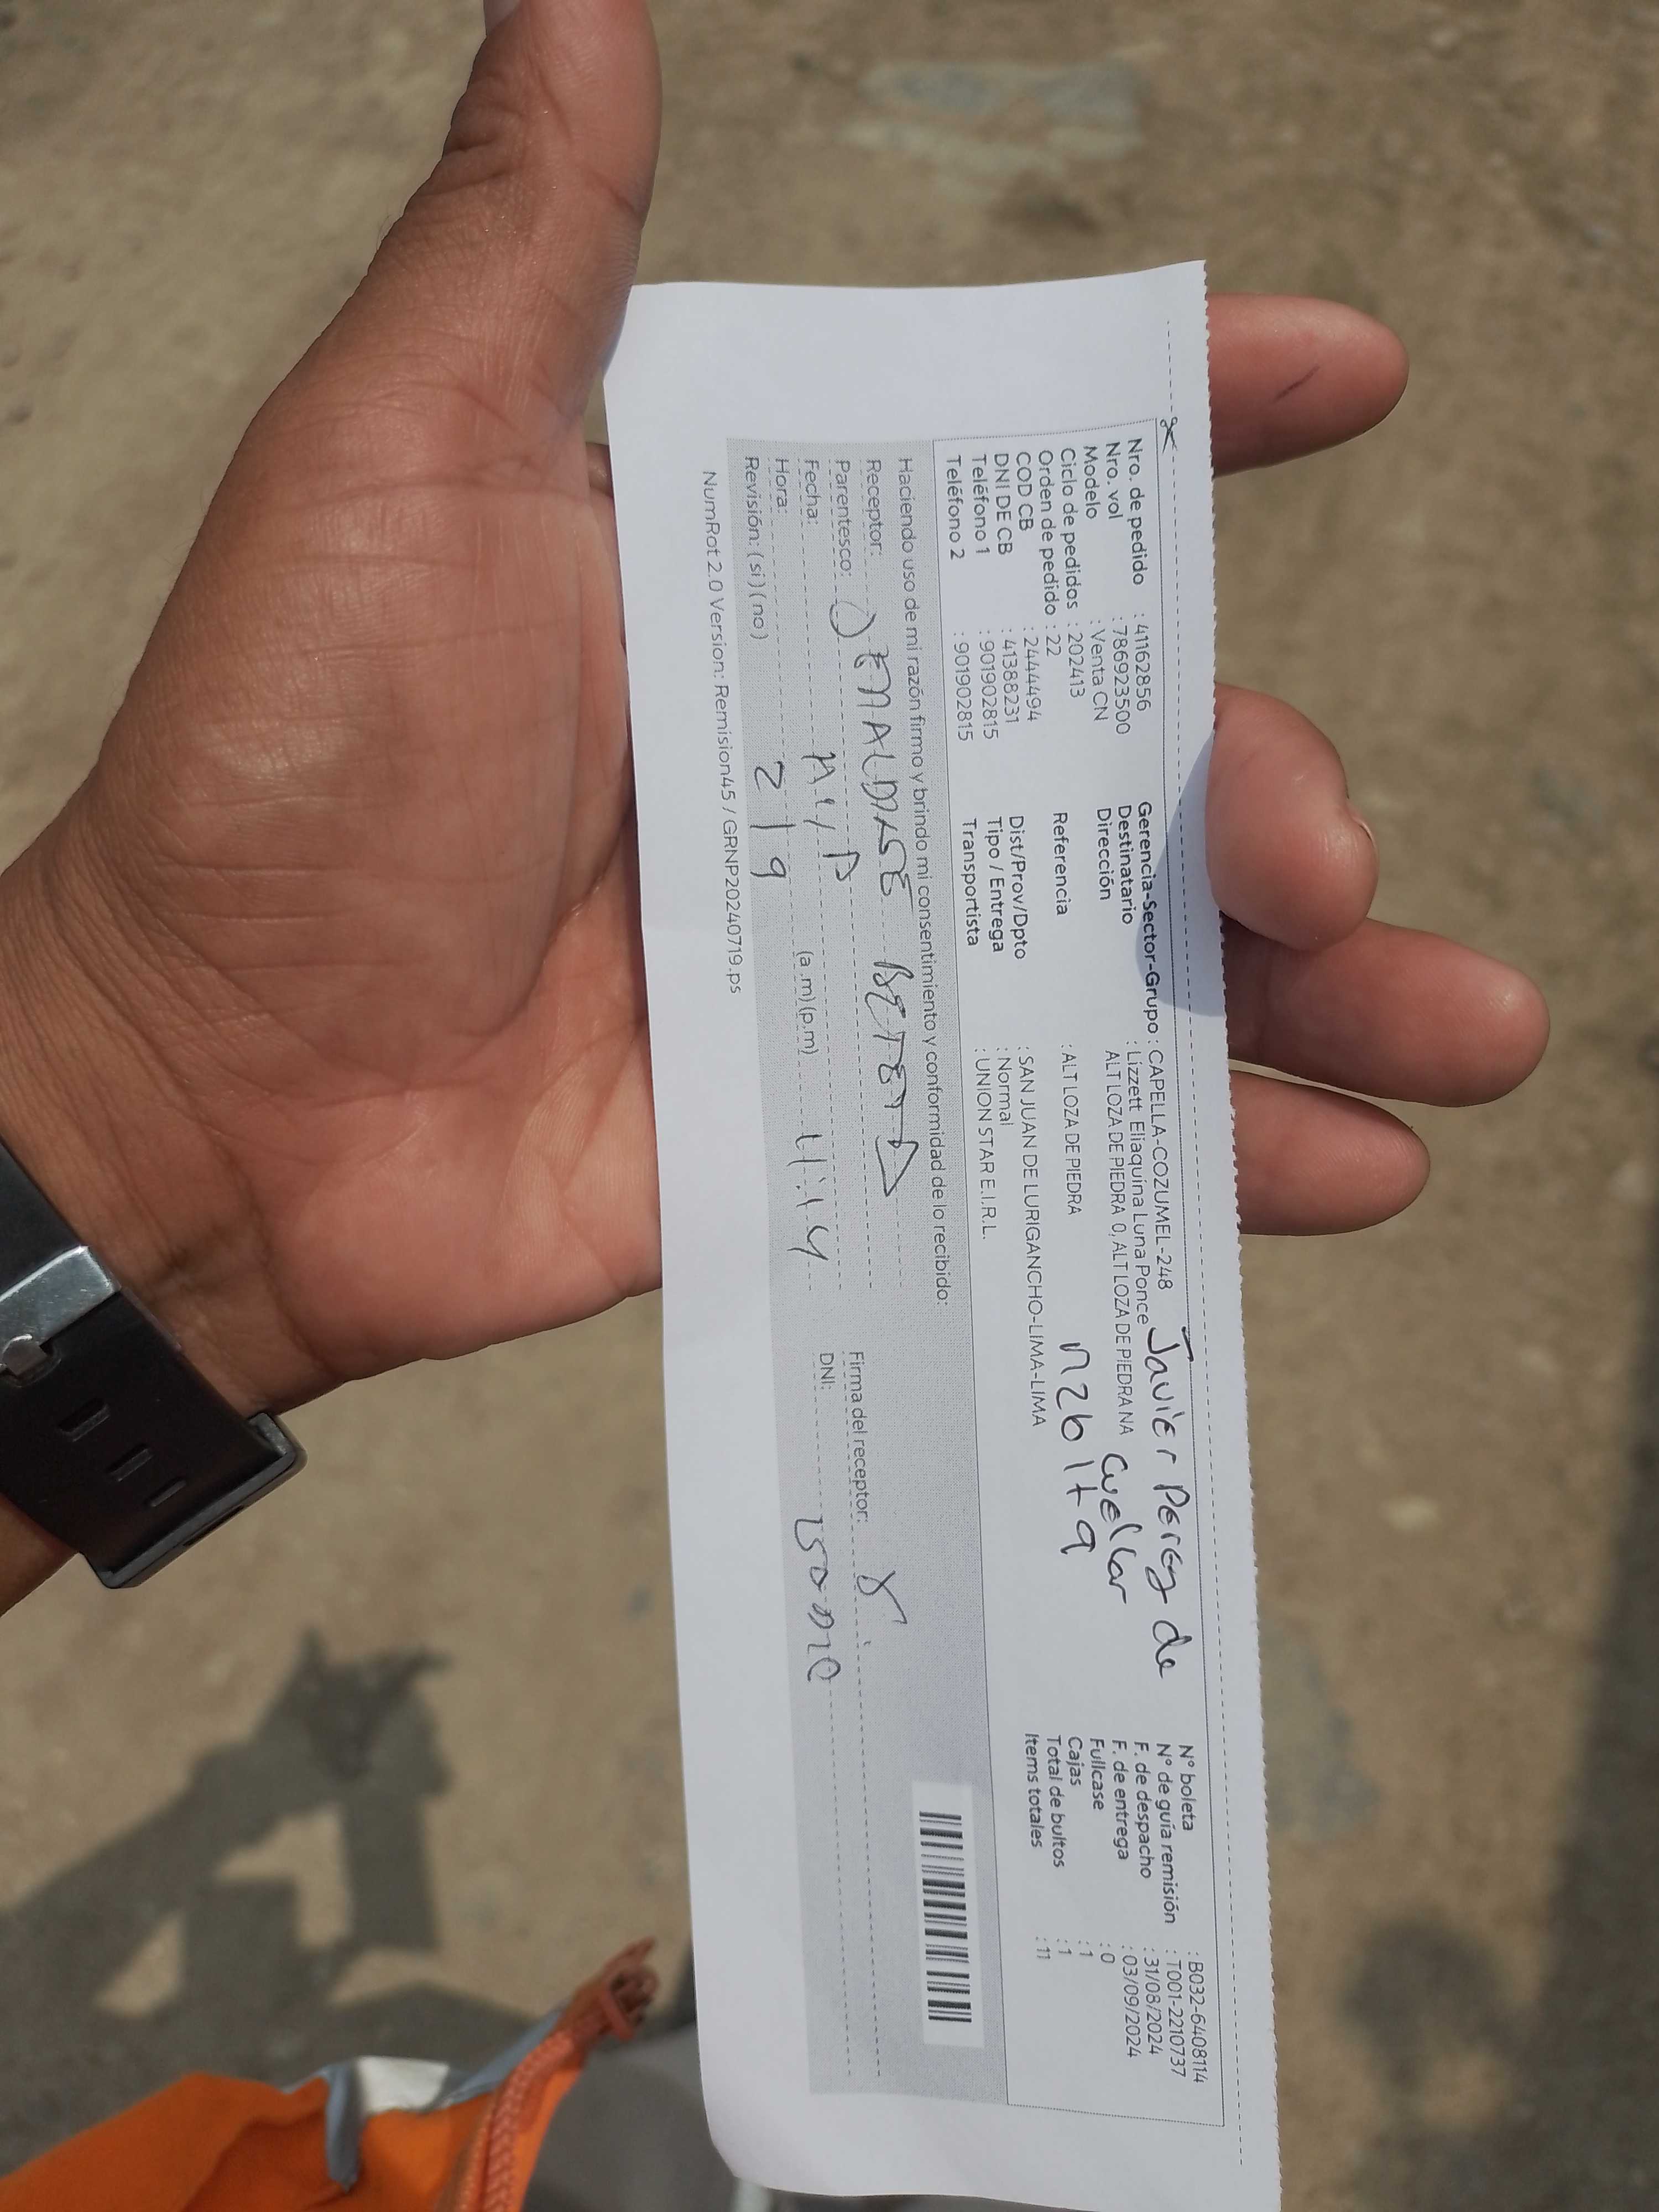 Nro. de pedido : 41162856
Nro. vol : 786923500
Modelo : Venta CN
Ciclo de pedidos : 202413
Orden de pedido : 22
COD CB : 2444494
DNI DE CB : 41388231
Teléfono 1 : 901902815
Teléfono 2 : 901902815
Gerencia-Sector-Grupo : CAPELLA-COZUMEL-248
Destinatario : Lizzett Eliaquina Luna Ponce
Dirección ALT LOZA DE PIEDRA 0, ALT LOZA DE PIEDRA NA
Referencia : ALT LOZA DE PIEDRA
Dist/Prov/Dpto : SAN JUAN DE LURIGANCHO-LIMA-LIMA
Tipo / Entrega : Normal
Transportista : UNION STAR E.I.R.L.
Javier Perez de
Cuellar
N° boleta : B032-6408114
N° de guía remisión : T001-2210737
F. de despacho : 31/08/2024
F. de entrega : 03/09/2024
Fullcase : 0
Cajas : 1
Total de bultos : 1
Items totales : 11
Haciendo uso de mi razón firmo y brindo mi consentimiento y conformidad de lo recibido:
Receptor:
Parentesco:
Fecha:
Hora: (a.m) (p.m)
Revisión: ( si ) ( no ) 2 / 9
Firma del receptor:
DNI:
NumRot 2.0 Version: Remision45 / GRNP20240719.ps